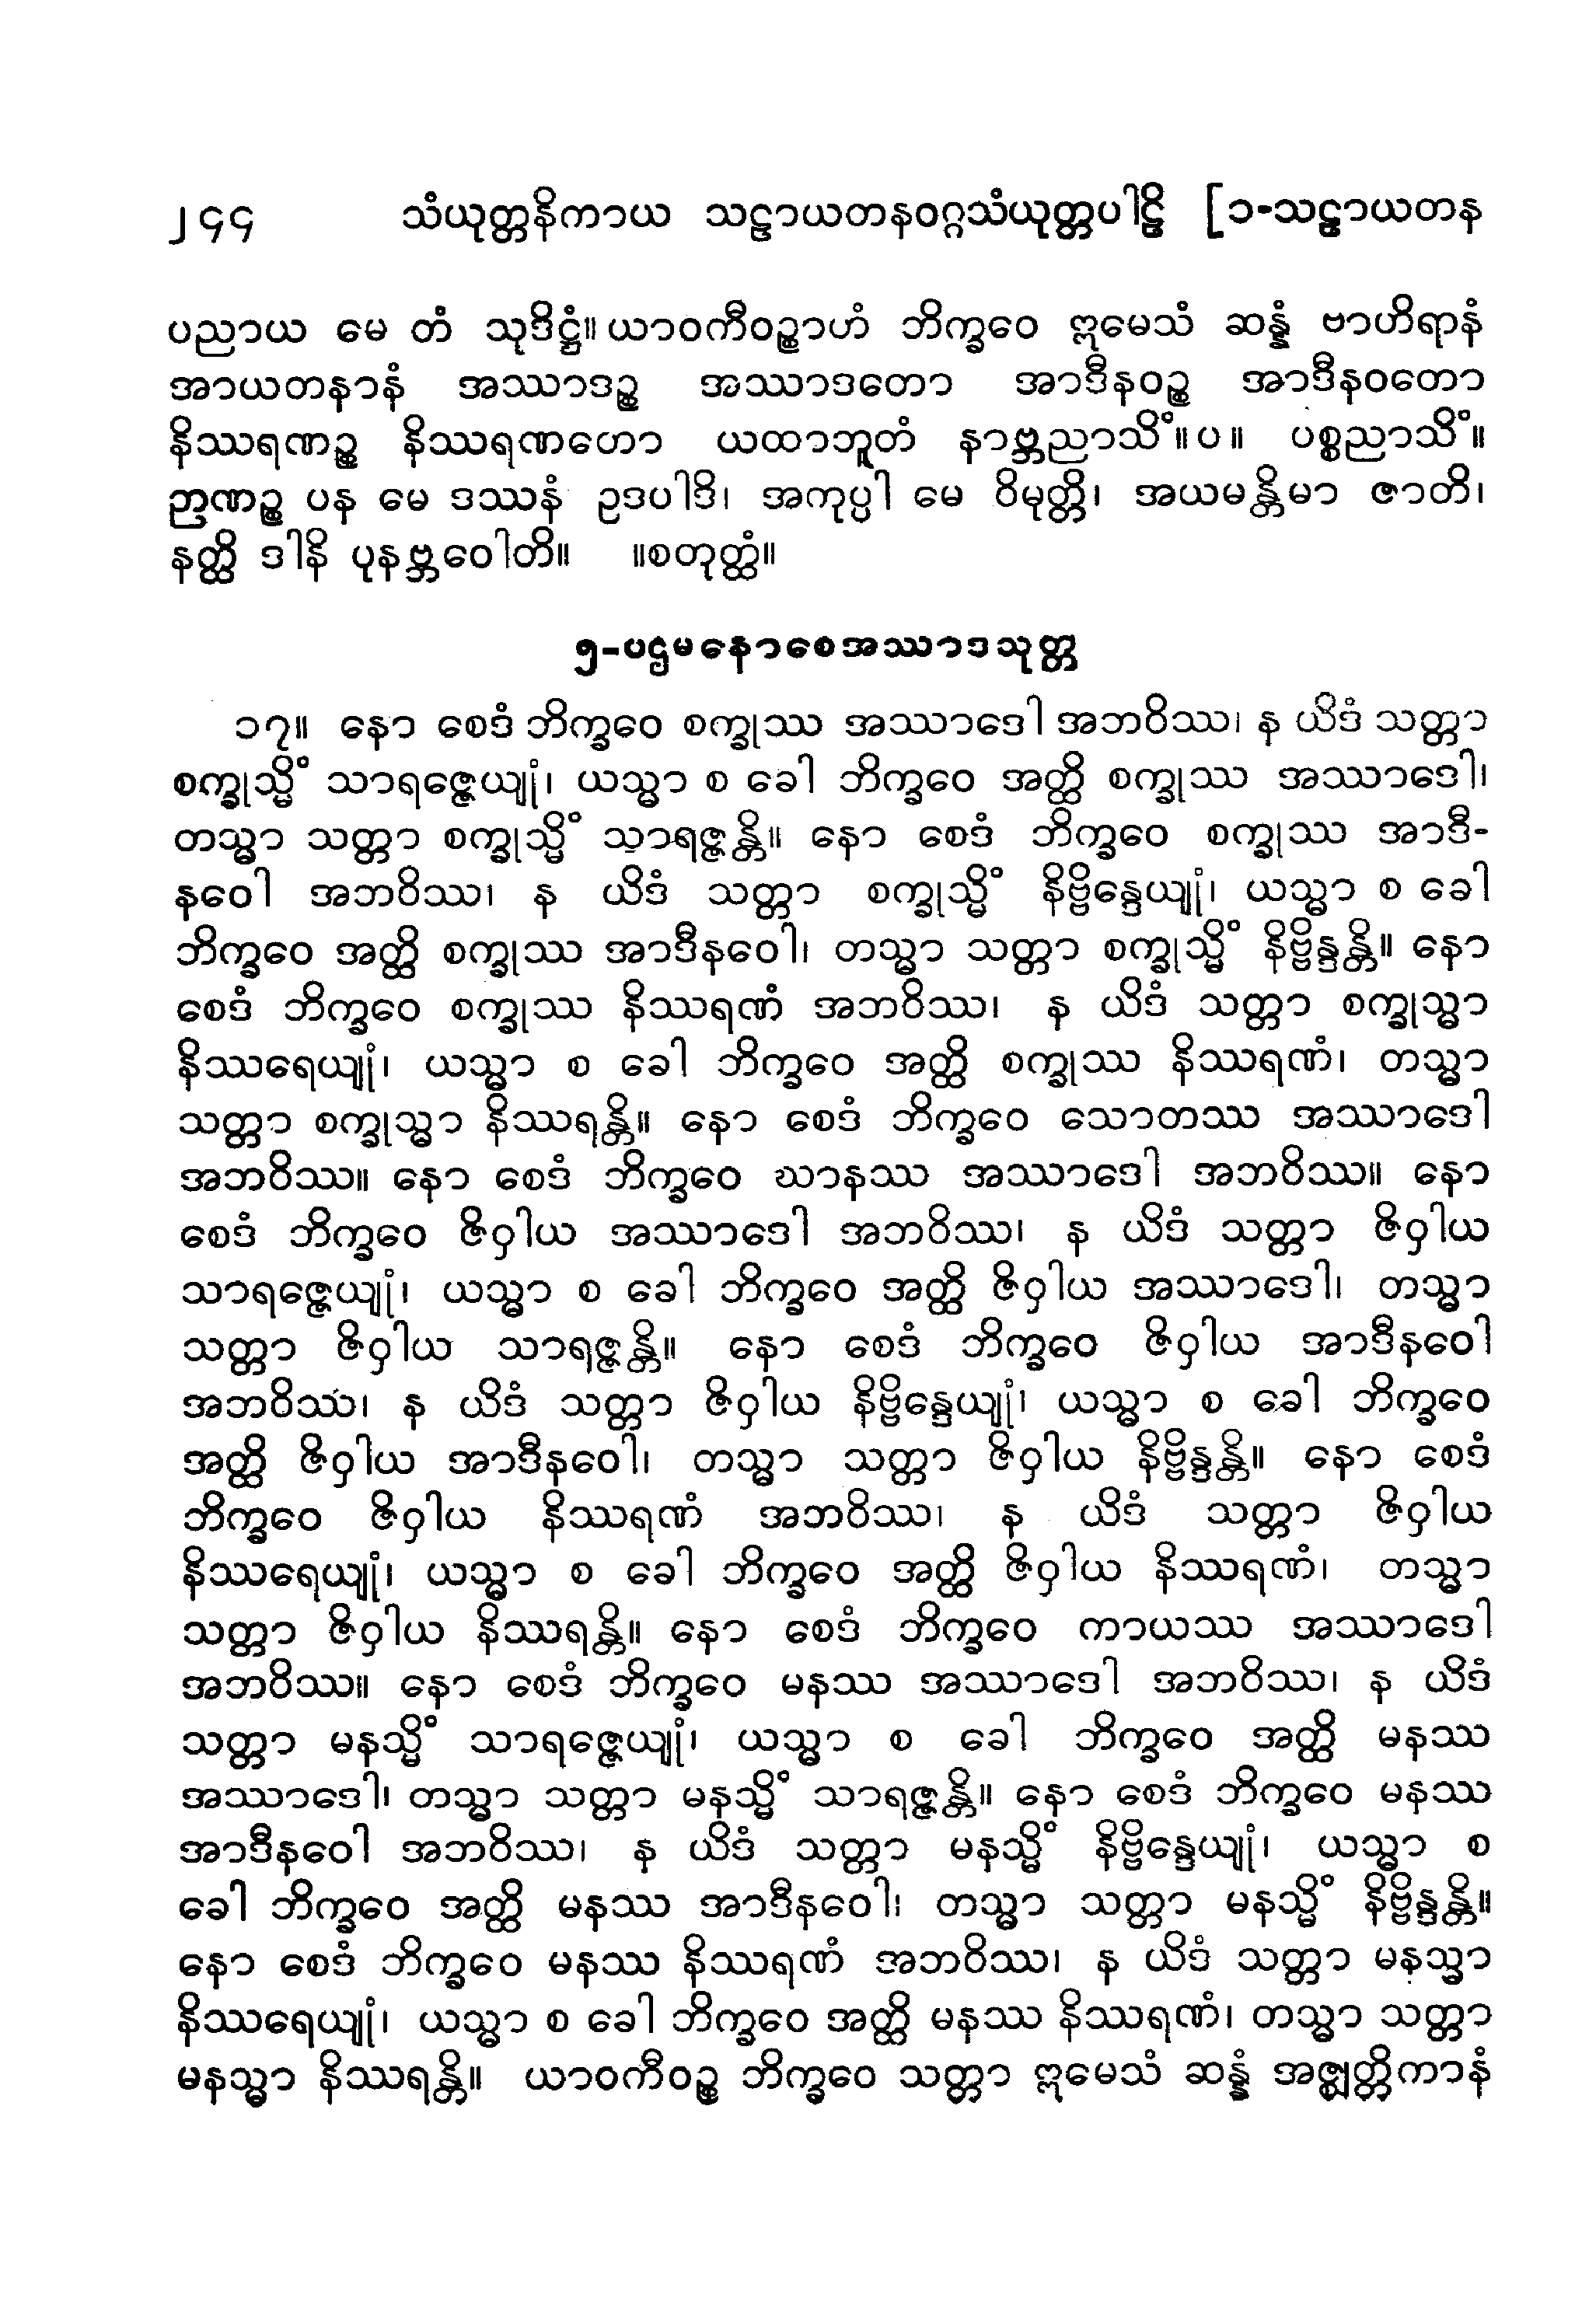 ၂၄၄ သံယုတ္တနိကာယ သဠာယတနဝဂ္ဂသံယုတ္တပါဠိ [၁-သဠာယတန
ပညာယ မေ တံ သုဒိဋ္ဌံ။ ယာဝကီဝဉ္စာဟံ ဘိက္ခဝေ ဣမေသံ ဆန္နံ ဗာဟိရာနံ
အာယတနာနံ အဿာဒဉ္စ အဿာဒတော အာဒီနဝဉ္စ အာဒီနဝတော
နိဿရဏဉ္စ နိဿရဏဟော ယထာဘူတံ နာဗ္ဘညာသိံ။ပ။ ပစ္စညာသိံ။
ဉာဏဉ္စ ပန မေ ဒဿနံ ဥဒပါဒိ၊ အကုပ္ပါ မေ ဝိမုတ္တိ၊ အယမန္တိမာ ဇာတိ၊
နတ္ထိ ဒါနိ ပုနဗ္ဘဝေါတိ။ ။စတုတ္ထံ။
၅-ပဌမနောစေအဿာဒသုတ္တ
၁၇။ နော စေဒံ ဘိက္ခဝေ စက္ခုဿ အဿာဒေါ အဘဝိဿ၊ န ယိဒံ သတ္တာ
စက္ခုသ္မိံ သာရဇ္ဇေယျုံ၊ ယသ္မာ စ ခေါ ဘိက္ခဝေ အတ္ထိ စက္ခုဿ အဿာဒေါ၊
တသ္မာ သတ္တာ စက္ခုသ္မိံ သာရဇ္ဇန္တိ။ နော စေဒံ ဘိက္ခဝေ စက္ခုဿ အာဒီ-
နဝေါ အဘဝိဿ၊ န ယိဒံ သတ္တာ စက္ခုသ္မိံ နိဗ္ဗိန္ဒေယျုံ၊ ယသ္မာ စ ခေါ
ဘိက္ခဝေ အတ္ထိ စက္ခုဿ အာဒီနဝေါ၊ တသ္မာ သတ္တာ စက္ခုသ္မိံ နိဗ္ဗိန္ဒန္တိ။ နော
စေဒံ ဘိက္ခဝေ စက္ခုဿ နိဿရဏံ အဘဝိဿ၊ န ယိဒံ သတ္တာ စက္ခုသ္မာ
နိဿရေယျုံ၊ ယသ္မာ စ ခေါ ဘိက္ခဝေ အတ္ထိ စက္ခုဿ နိဿရဏံ၊ တသ္မာ
သတ္တာ စက္ခုသ္မာ နိဿရန္တိ။ နော စေဒံ ဘိက္ခဝေ သောတဿ အဿာဒေါ
အဘဝိဿ။ နော စေဒံ ဘိက္ခဝေ ဃာနဿ အဿာဒေါ အဘဝိဿ။ နော
စေဒံ ဘိက္ခဝေ ဇိဝှါယ အဿာဒေါ အဘဝိဿ၊ န ယိဒံ သတ္တာ ဇိဝှါယ
သာရဇ္ဇေယျုံ၊ ယသ္မာ စ ခေါ ဘိက္ခဝေ အတ္ထိ ဇိဝှါယ အဿာဒေါ၊ တသ္မာ
သတ္တာ ဇိဝှါယ သာရဇ္ဇန္တိ။ နော စေဒံ ဘိက္ခဝေ ဇိဝှါယ အာဒီနဝေါ
အဘဝိဿ၊ န ယိဒံ သတ္တာ ဇိဝှါယ နိဗ္ဗိန္ဒေယျုံ၊ ယသ္မာ စ ခေါ ဘိက္ခဝေ
အတ္ထိ ဇိဝှါယ အာဒီနဝေါ၊ တသ္မာ သတ္တာ ဇိဝှါယ နိဗ္ဗိန္ဒန္တိ။ နော စေဒံ
ဘိက္ခဝေ ဇိဝှါယ နိဿရဏံ အဘဝိဿ၊ န ယိဒံ သတ္တာ ဇိဝှါယ
နိဿရေယျုံ၊ ယသ္မာ စ ခေါ ဘိက္ခဝေ အတ္ထိ ဇိဝှါယ နိဿရဏံ၊ တသ္မာ
သတ္တာ ဇိဝှါယ နိဿရန္တိ။ နော စေဒံ ဘိက္ခဝေ ကာယဿ အဿာဒေါ
အဘဝိဿ။ နော စေဒံ ဘိက္ခဝေ မနဿ အဿာဒေါ အဘဝိဿ၊ န ယိဒံ
သတ္တာ မနသ္မိံ သာရဇ္ဇေယျုံ၊ ယသ္မာ စ ခေါ ဘိက္ခဝေ အတ္ထိ မနဿ
အဿာဒေါ၊ တသ္မာ သတ္တာ မနသ္မိံ သာရဇ္ဇန္တိ။ နော စေဒံ ဘိက္ခဝေ မနဿ
အာဒီနဝေါ အဘဝိဿ၊ န ယိဒံ သတ္တာ မနသ္မိံ နိဗ္ဗိန္ဒေယျုံ၊ ယသ္မာ စ
ခေါ ဘိက္ခဝေ အတ္ထိ မနဿ အာဒီနဝေါ၊ တသ္မာ သတ္တာ မနသ္မိံ နိဗ္ဗိန္ဒန္တိ။
နော စေဒံ ဘိက္ခဝေ မနဿ နိဿရဏံ အဘဝိဿ၊ န ယိဒံ သတ္တာ မနသ္မာ
နိဿရေယျုံ၊ ယသ္မာ စ ခေါ ဘိက္ခဝေ အတ္ထိ မနဿ နိဿရဏံ၊ တသ္မာ သတ္တာ
မနသ္မာ နိဿရန္တိ။ ယာဝကီဝဉ္စ ဘိက္ခဝေ သတ္တာ ဣမေသံ ဆန္နံ အဇ္ဈတ္တိကာနံ